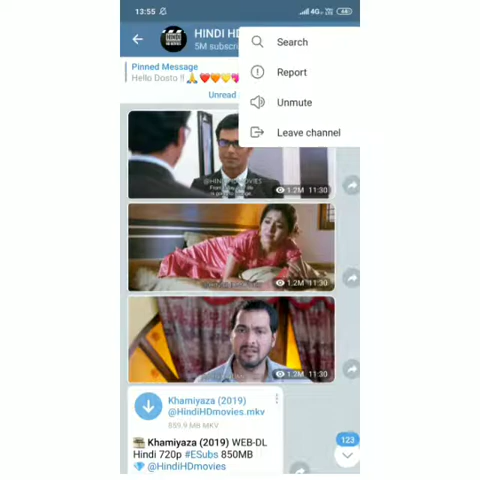 13:55
4G
HINDI HD
5M subscri
Pinned Message
Hello Dosto !!
Unread
Search
Report
Unmute
Leave channel
@HINDIHDMOVIES
1.2M 11:30
1.2M 11:30
1.2M 11:30
Khamiyaza (2019)
@HindiHDmovies.mkv
859.9 MB MKV
Khamiyaza (2019) WEB-DL
Hindi 720p #ESubs 850MB
@HindiHDmovies
123